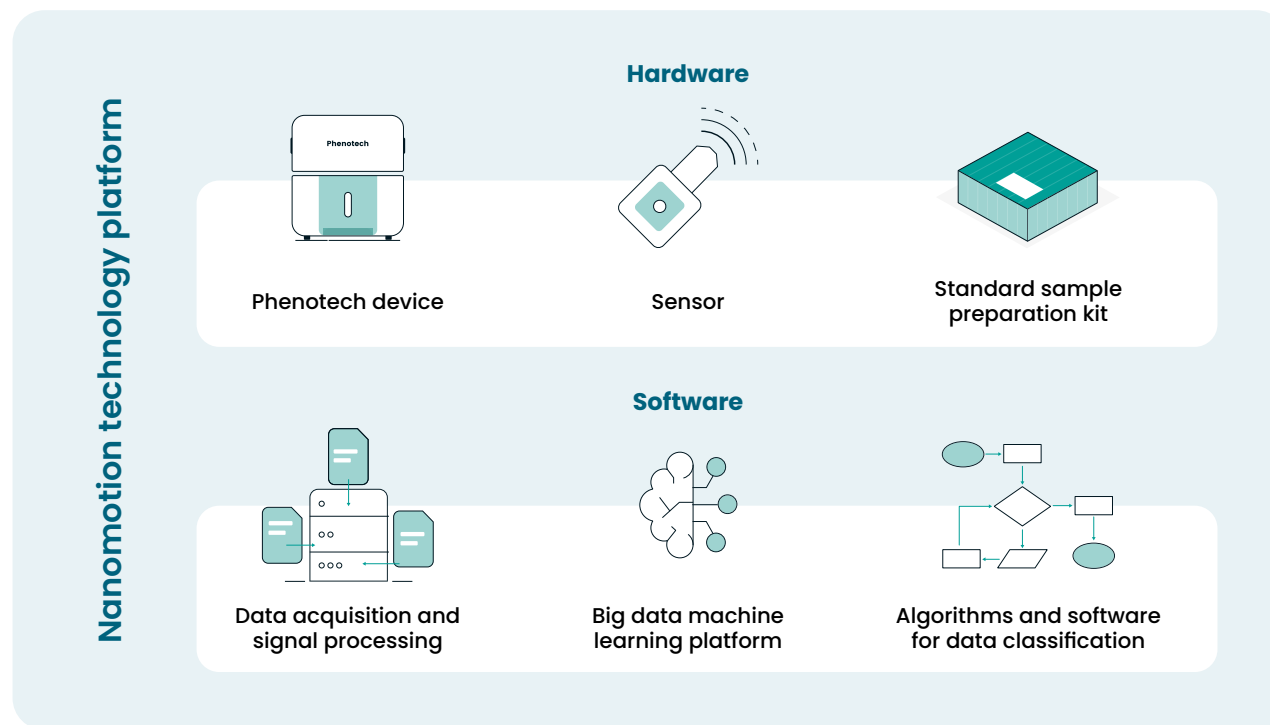 Nanomotion technology platform
Hardware
Phenotech
Phenotech device
Sensor
Standard sample
preparation kit
Software
Data acquisition and
signal processing
Big data machine
learning platform
Algorithms and software
for data classification